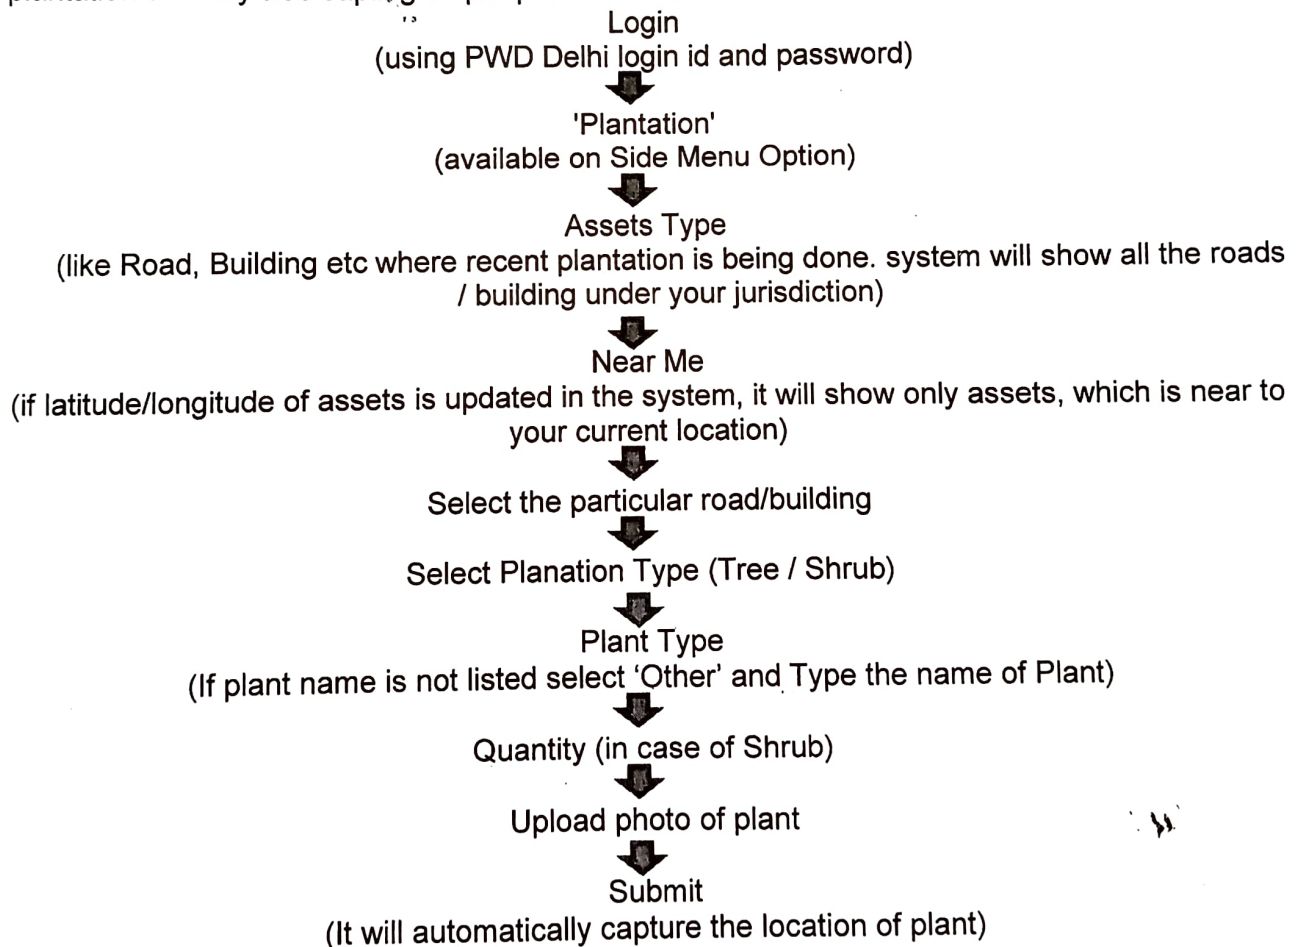 Login
(using PWD Delhi login id and password)
'Plantation'
(available on Side Menu Option)
Assets Type
(like Road, Building etc where recent plantation is being done. system will show all the roads
/ building under your jurisdiction)
Near Me
(if latitude/longitude of assets is updated in the system, it will show only assets, which is near to
your current location)
Select the particular road/building
Select Planation Type (Tree / Shrub)
Plant Type
(If plant name is not listed select 'Other' and Type the name of Plant)
Quantity (in case of Shrub)
Upload photo of plant
Submit
(It will automatically capture the location of plant)